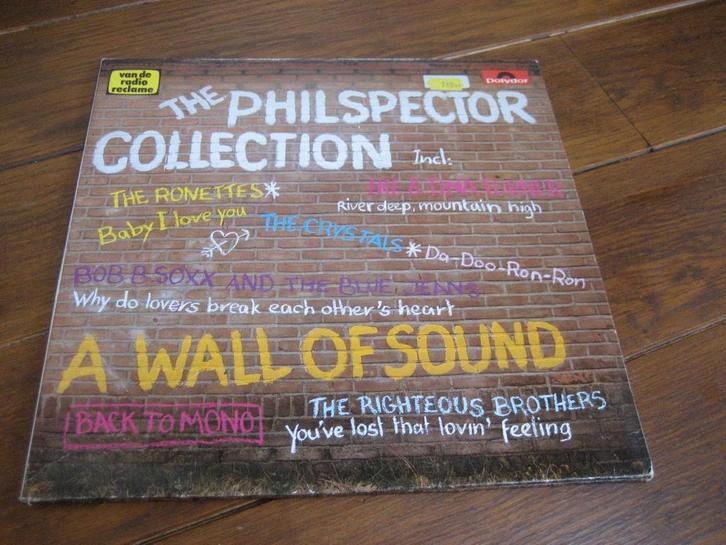 van de
radio
reclame
polydor
THE PHIL SPECTOR
COLLECTION Incl:
THE RONETTES*
Baby I love you
IKE & TINA TURNER
River deep, mountain high
THE CRYSTALS * Da-Doo-Ron-Ron
BOB B SOXX AND THE BLUE JEANS
Why do lovers break each other's heart
A WALL OF SOUND
BACK TO MONO
THE RIGHTEOUS BROTHERS
You've lost that lovin' feeling